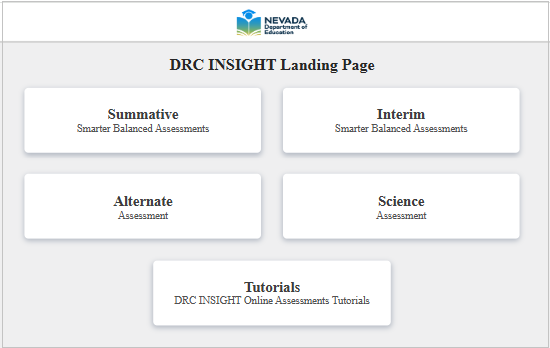 NEVADA
Department of
Education
DRC INSIGHT Landing Page
Summative
Smarter Balanced Assessments
Interim
Smarter Balanced Assessments
Alternate
Assessment
Science
Assessment
Tutorials
DRC INSIGHT Online Assessments Tutorials